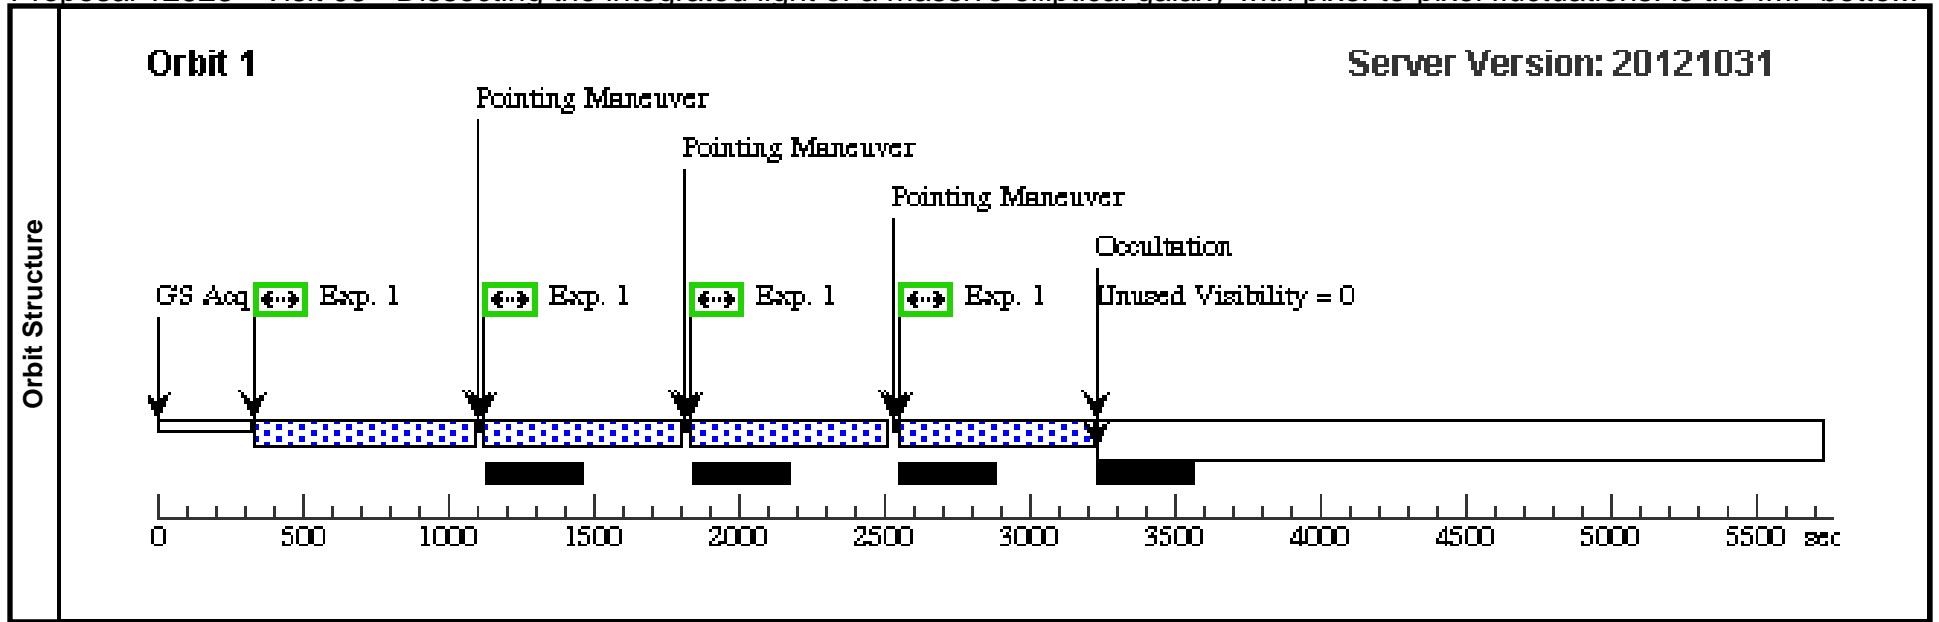 Orbit 1
Server Version: 20121031
Pointing Maneuver
Pointing Maneuver
Pointing Maneuver
Occultation
GS Acq Exp. 1 Exp. 1 Exp. 1 Exp. 1 Unused Visibility = 0
Orbit Structure
0 500 1000 1500 2000 2500 3000 3500 4000 4500 5000 5500 sec